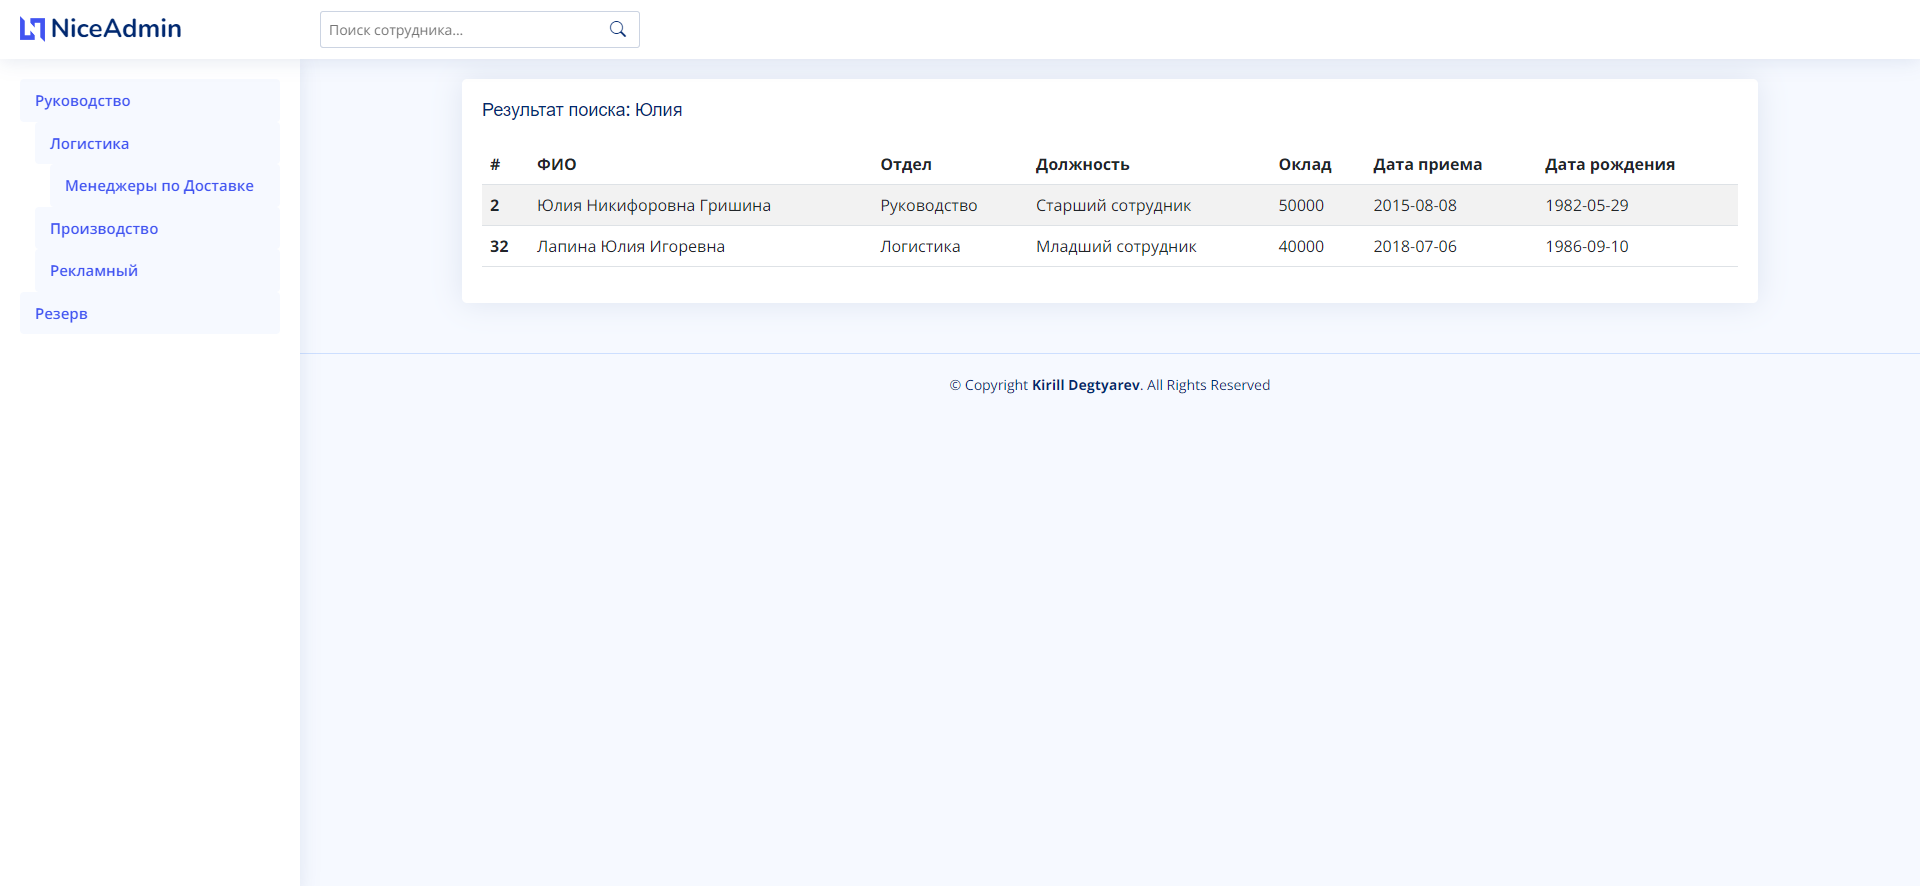 NiceAdmin
Поиск сотрудника...
Руководство
Логистика
Менеджеры по Доставке
Производство
Рекламный
Резерв
Результат поиска: Юлия
# ФИО Отдел Должность Оклад Дата приема Дата рождения
2 Юлия Никифоровна Гришина Руководство Старший сотрудник 50000 2015-08-08 1982-05-29
32 Лапина Юлия Игоревна Логистика Младший сотрудник 40000 2018-07-06 1986-09-10
© Copyright Kirill Degtyarev. All Rights Reserved